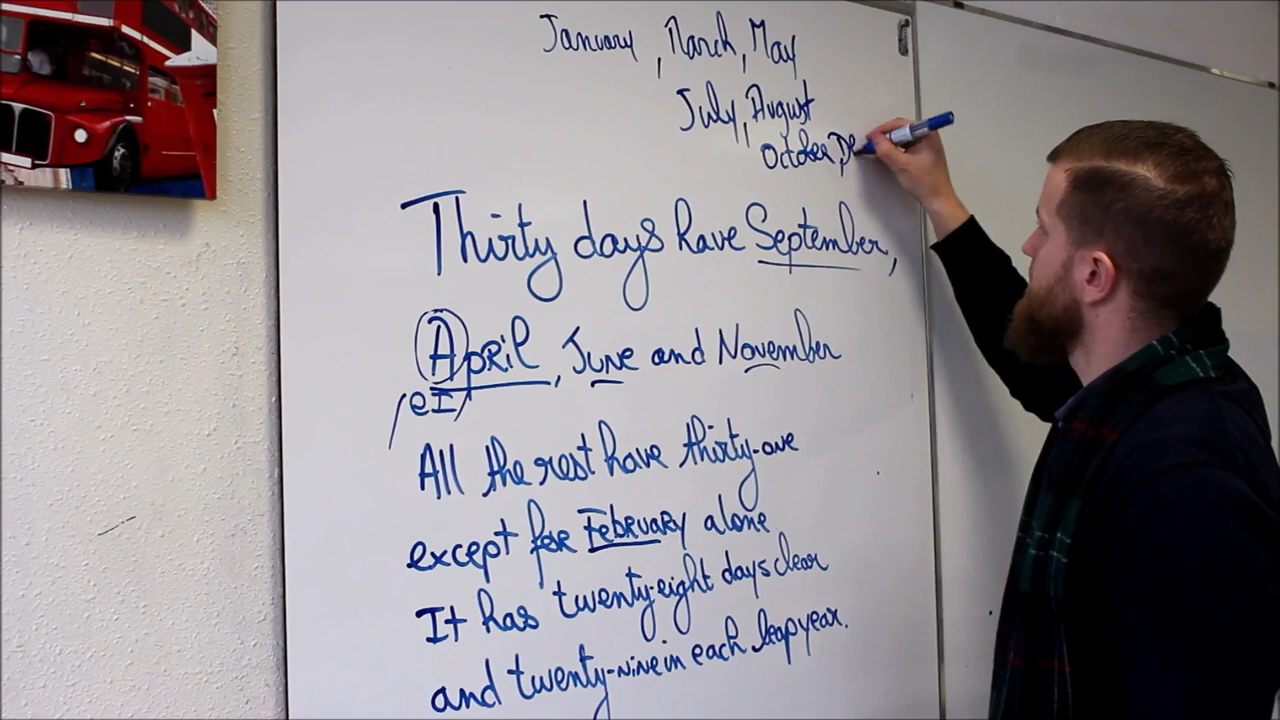 January, March, May
July, August
October, De
Thirty days have September,
April, June and November
/eI/
All the rest have thirty-one
except for February alone
It has twenty-eight days clear
and twenty-nine in each leap year.